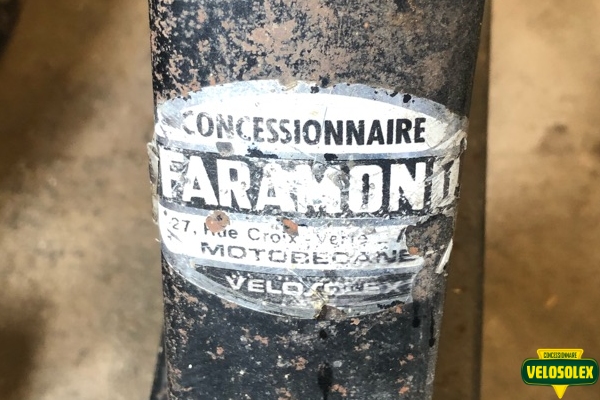 CONCESSIONNAIRE
FARAMON
27, Rue Croix-Verte
MOTOBECANE
VELOSOLEX
CONCESSIONNAIRE
VELOSOLEX